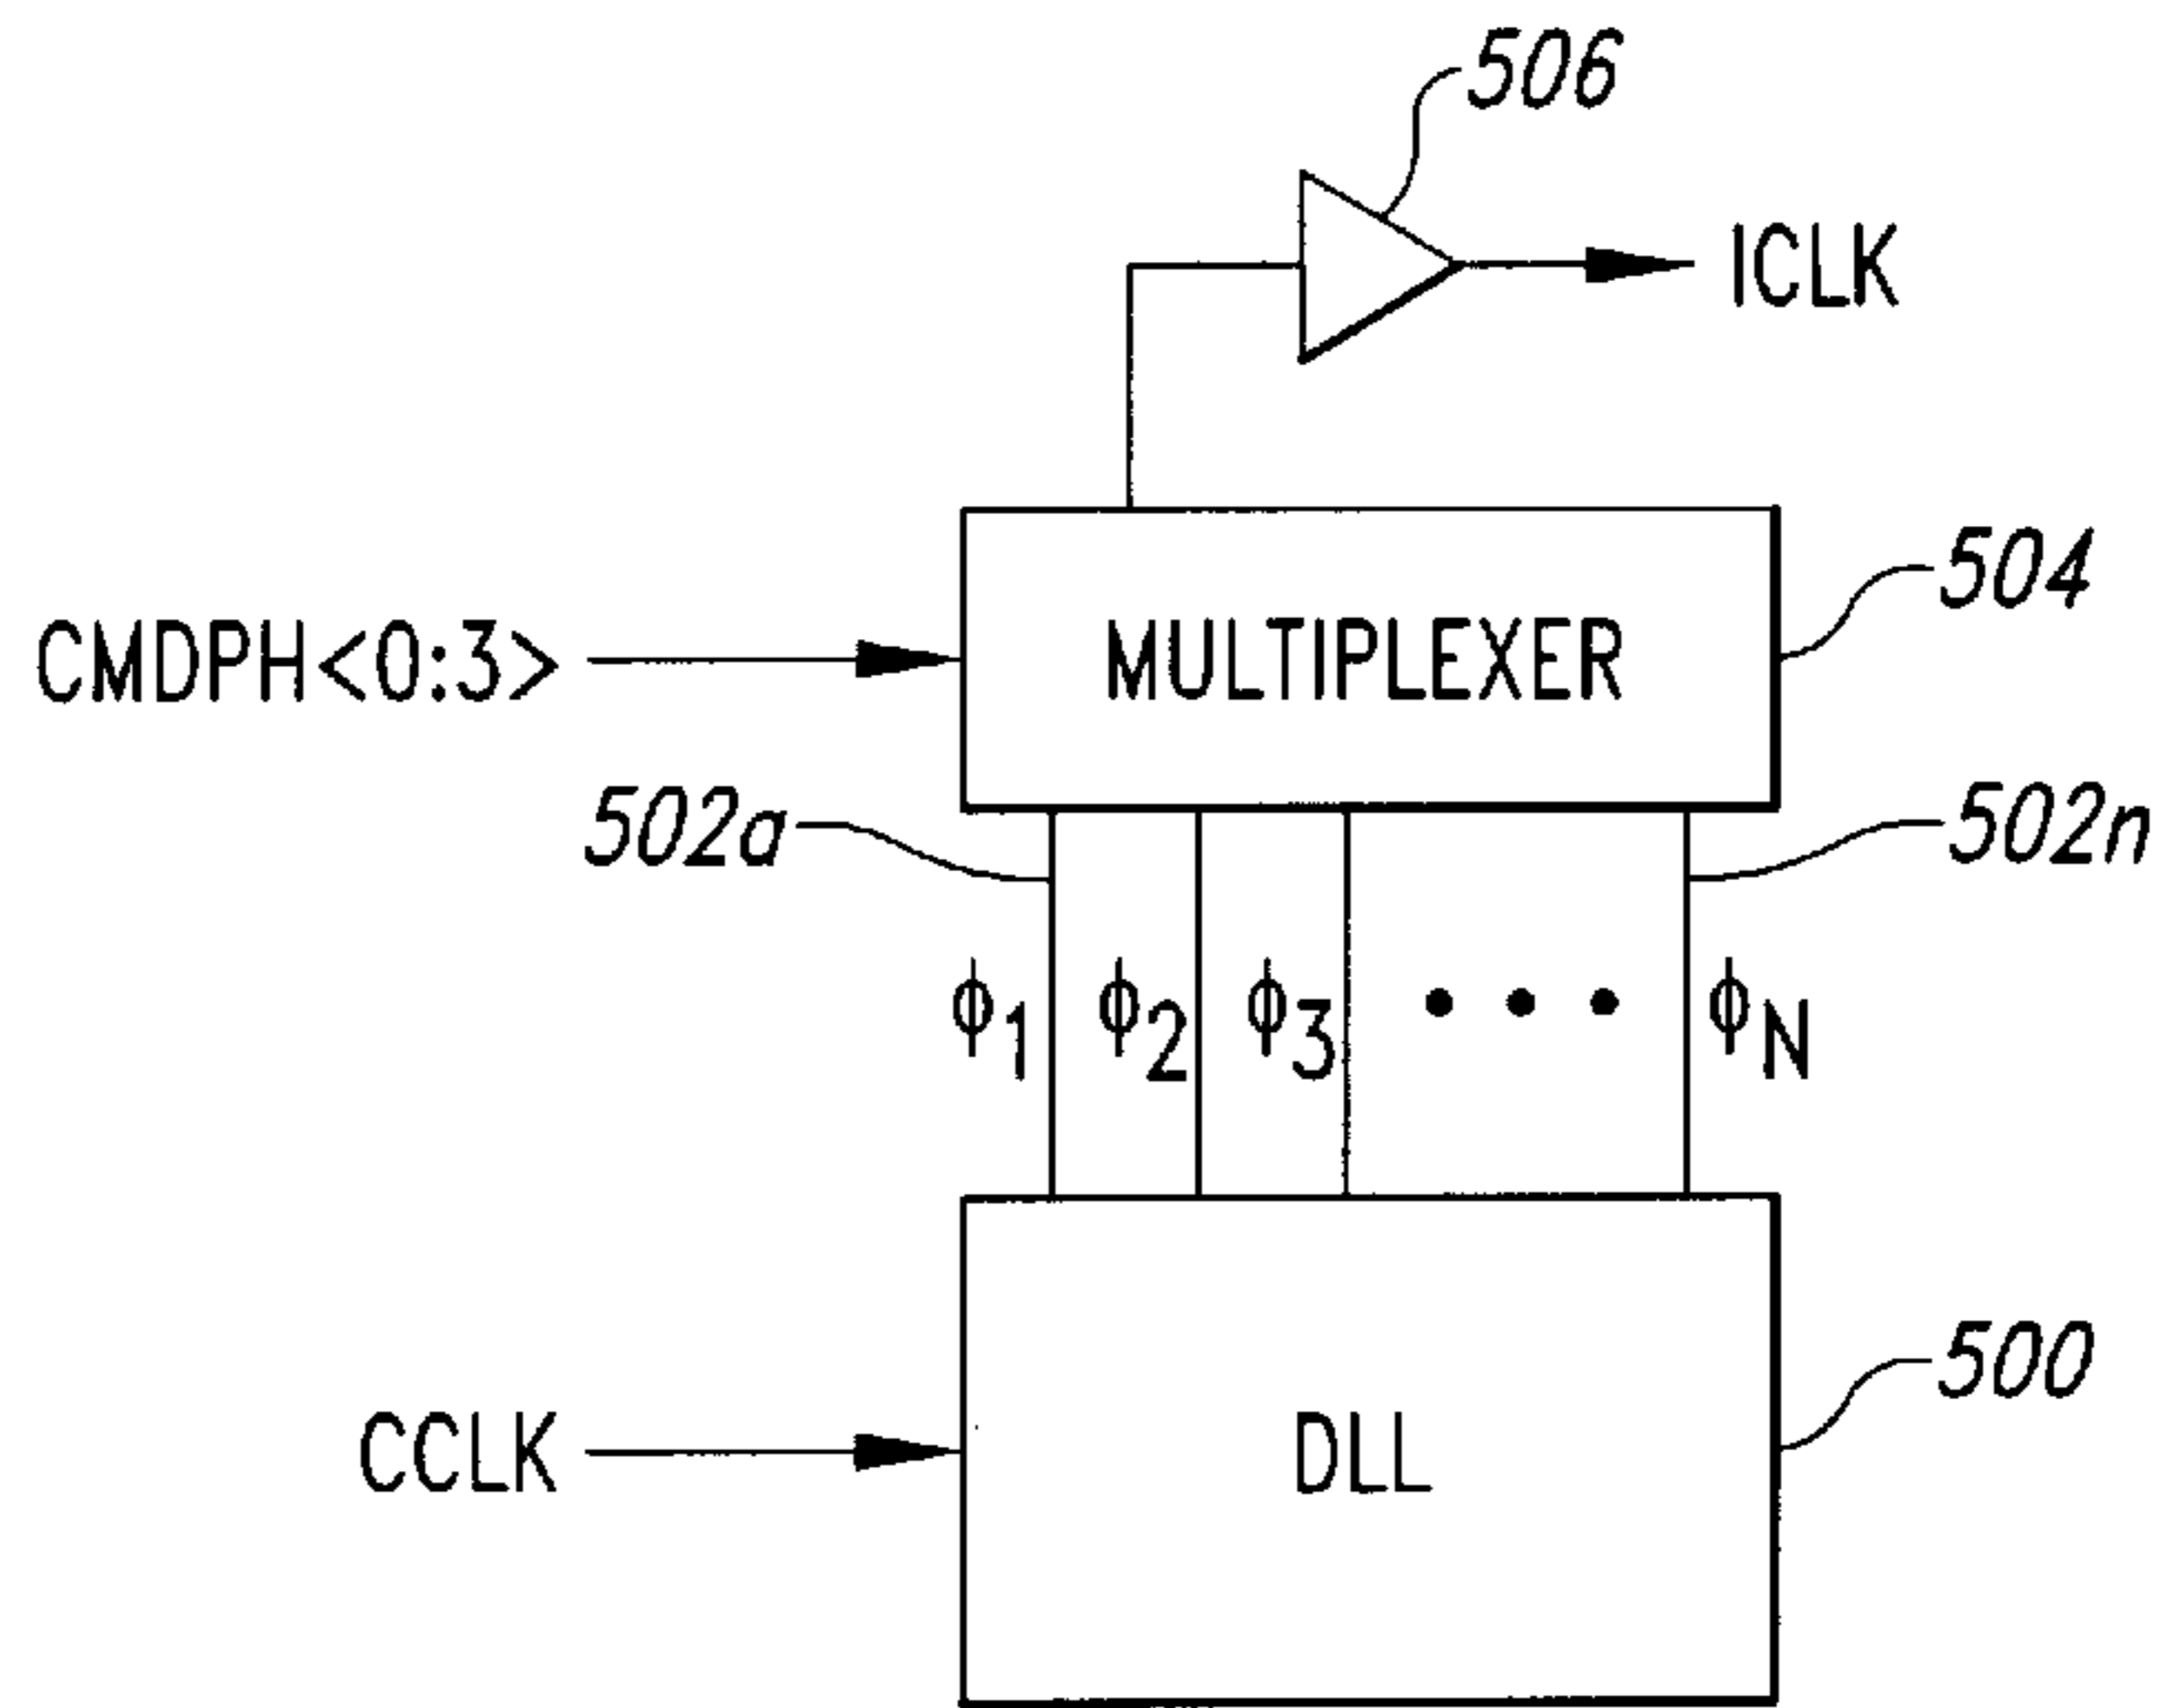 506
ICLK
504
CMDPH<0:3>
MULTIPLEXER
502a
502n
ϕ1 ϕ2 ϕ3 • • • ϕN
500
CCLK
DLL